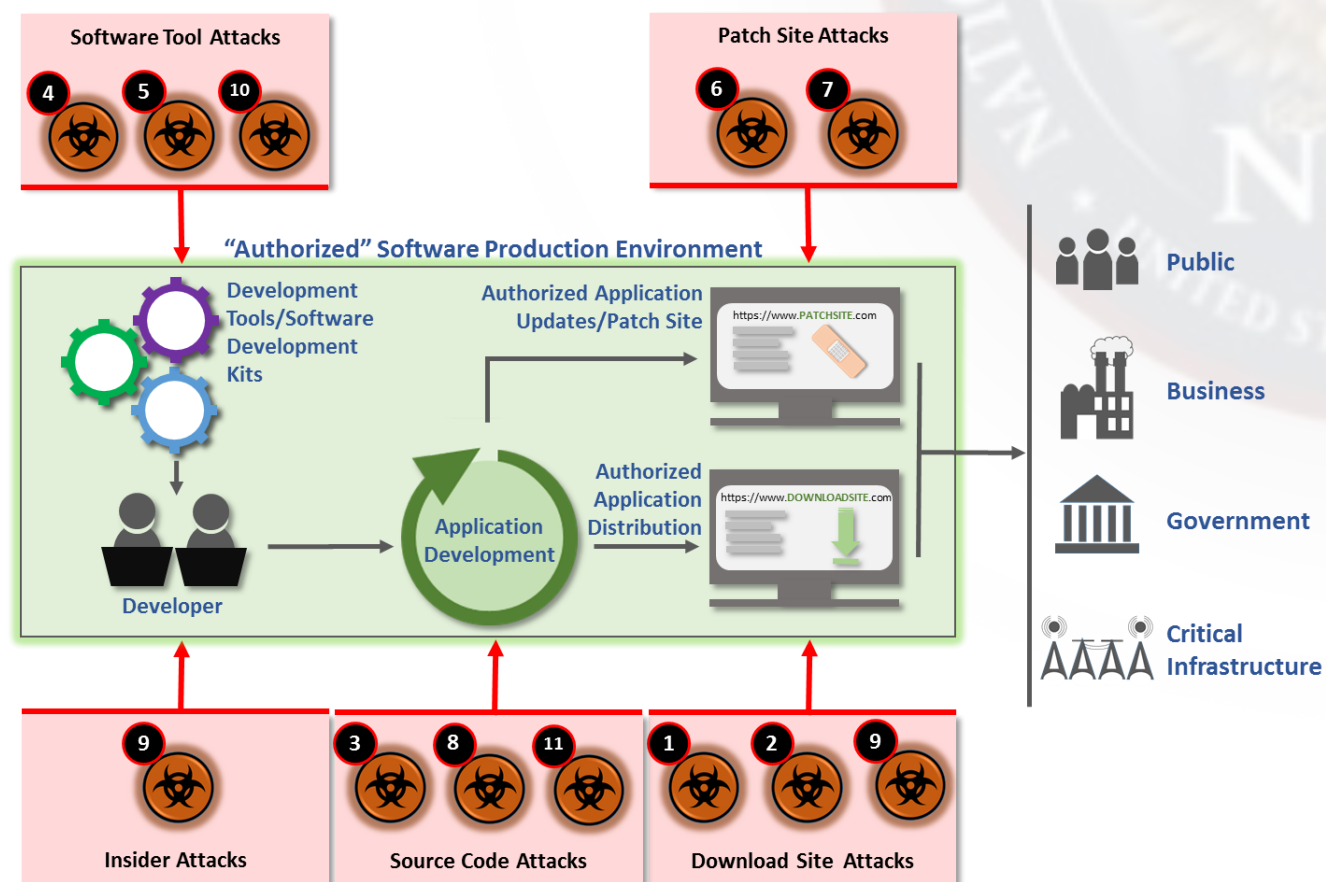 Software Tool Attacks
4
5
10
Patch Site Attacks
6
7
“Authorized” Software Production Environment
Development
Tools/Software
Development
Kits
Authorized Application
Updates/Patch Site
https://www.PATCHSITE.com
Authorized
Application
Distribution
https://www.DOWNLOADSITE.com
Application
Development
Developer
Public
Business
Government
Critical
Infrastructure
9
Insider Attacks
3
8
11
Source Code Attacks
1
2
9
Download Site Attacks
N
UNITED ST